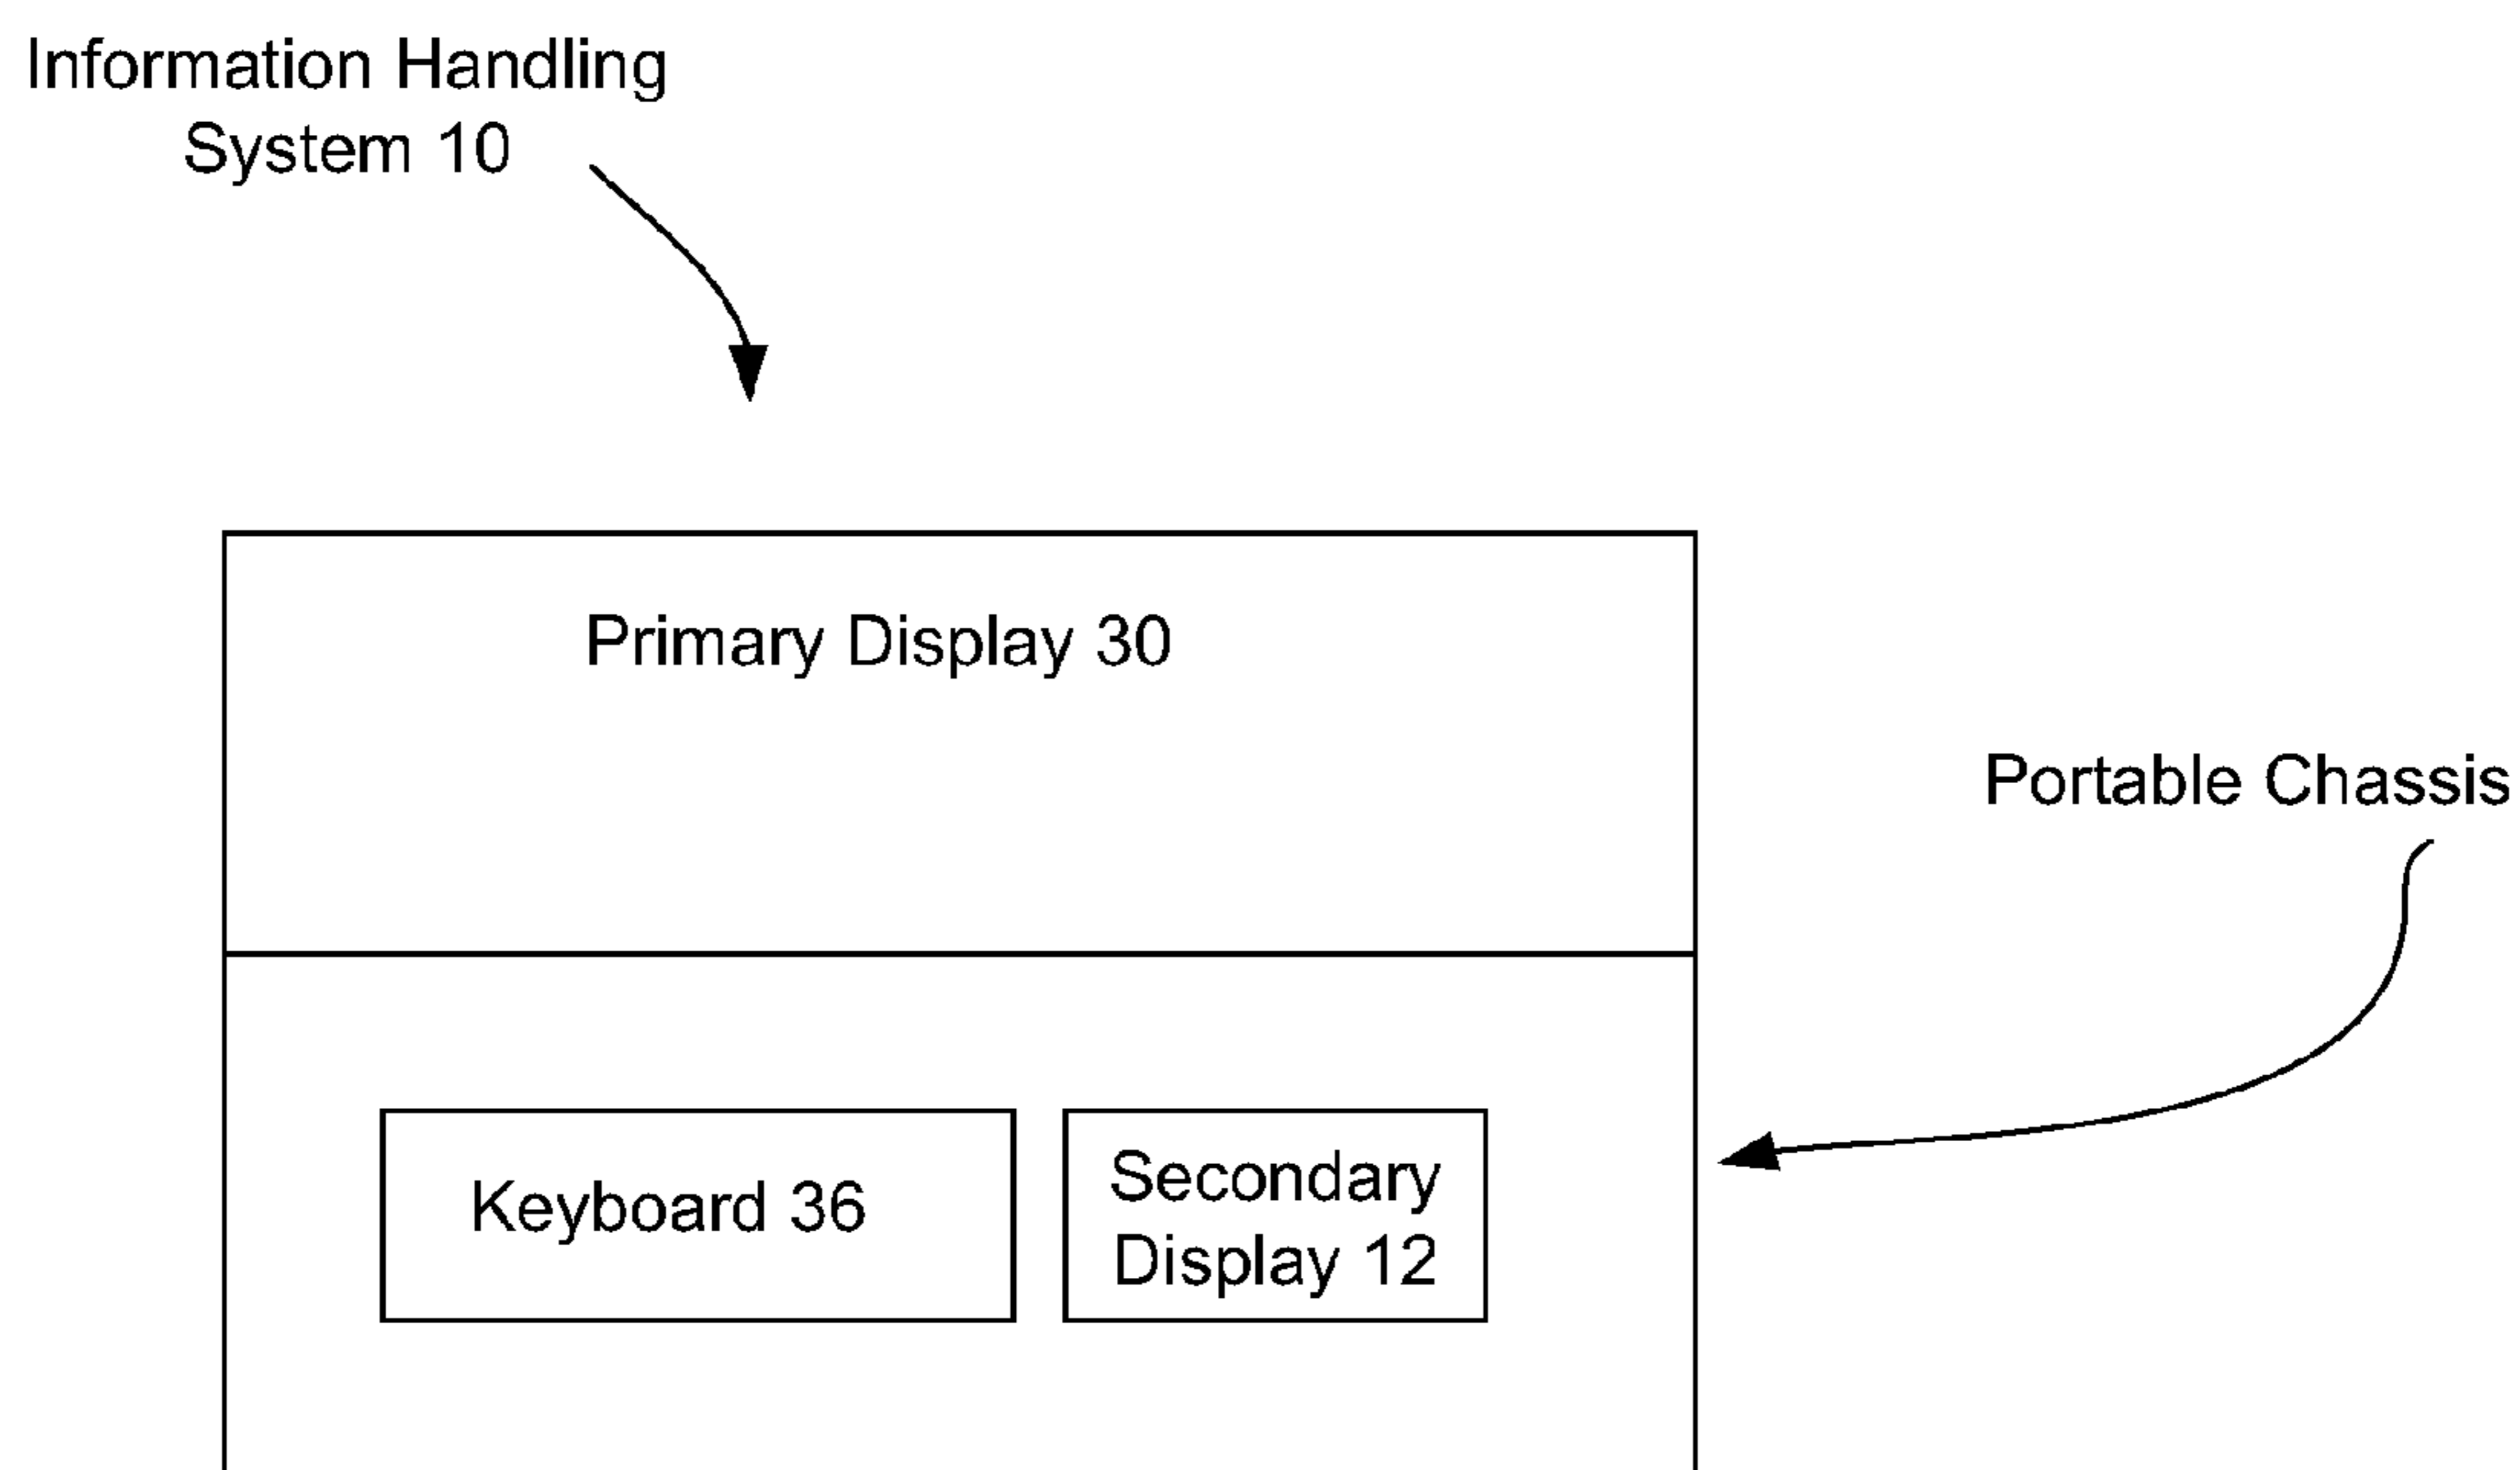 Information Handling
System 10
Primary Display 30
Portable Chassis
Keyboard 36
Secondary
Display 12